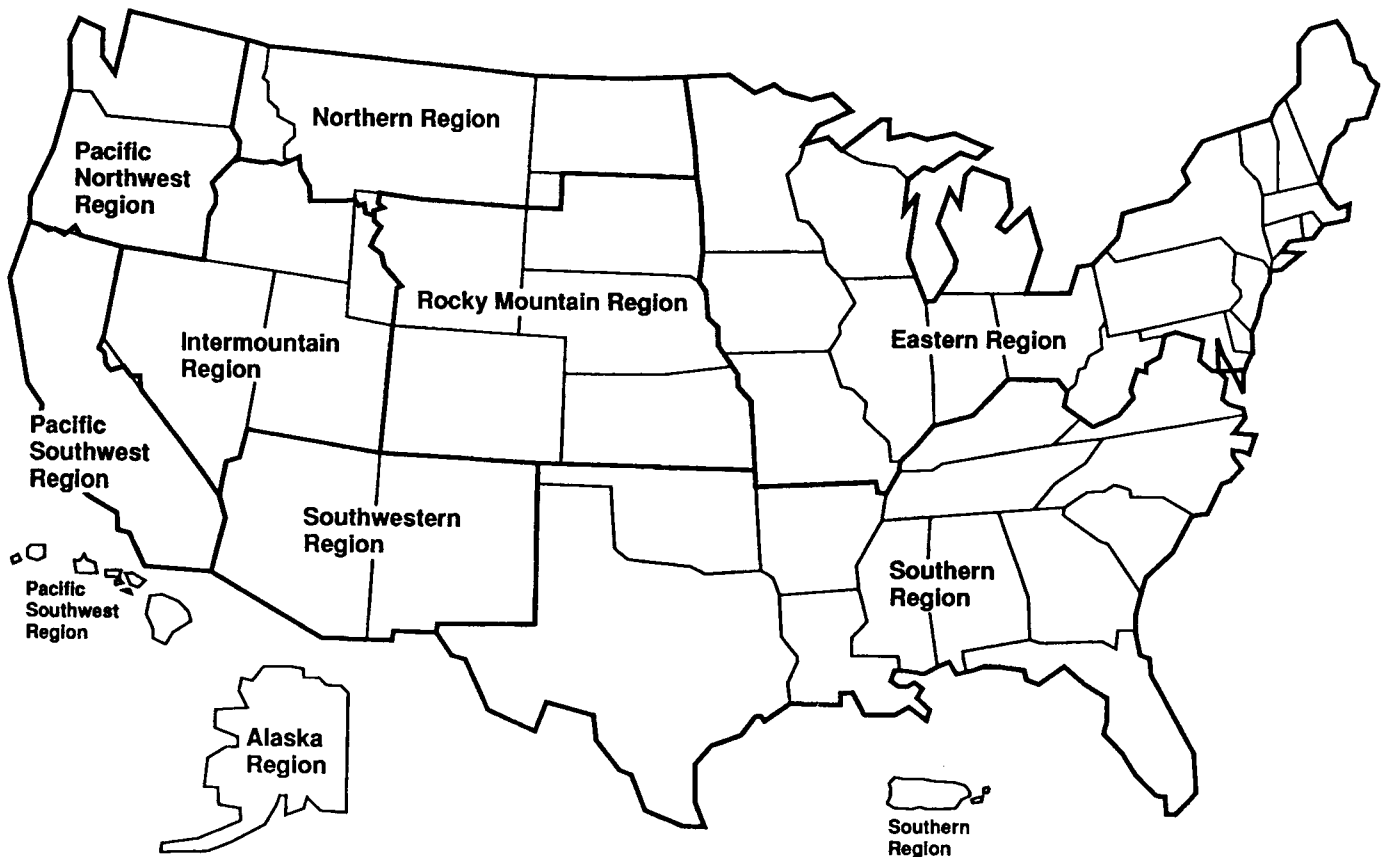 Northern Region
Pacific
Northwest
Region
Rocky Mountain Region
Intermountain
Region
Eastern Region
Pacific
Southwest
Region
Southwestern
Region
Southern
Region
Pacific
Southwest
Region
Alaska
Region
Southern
Region